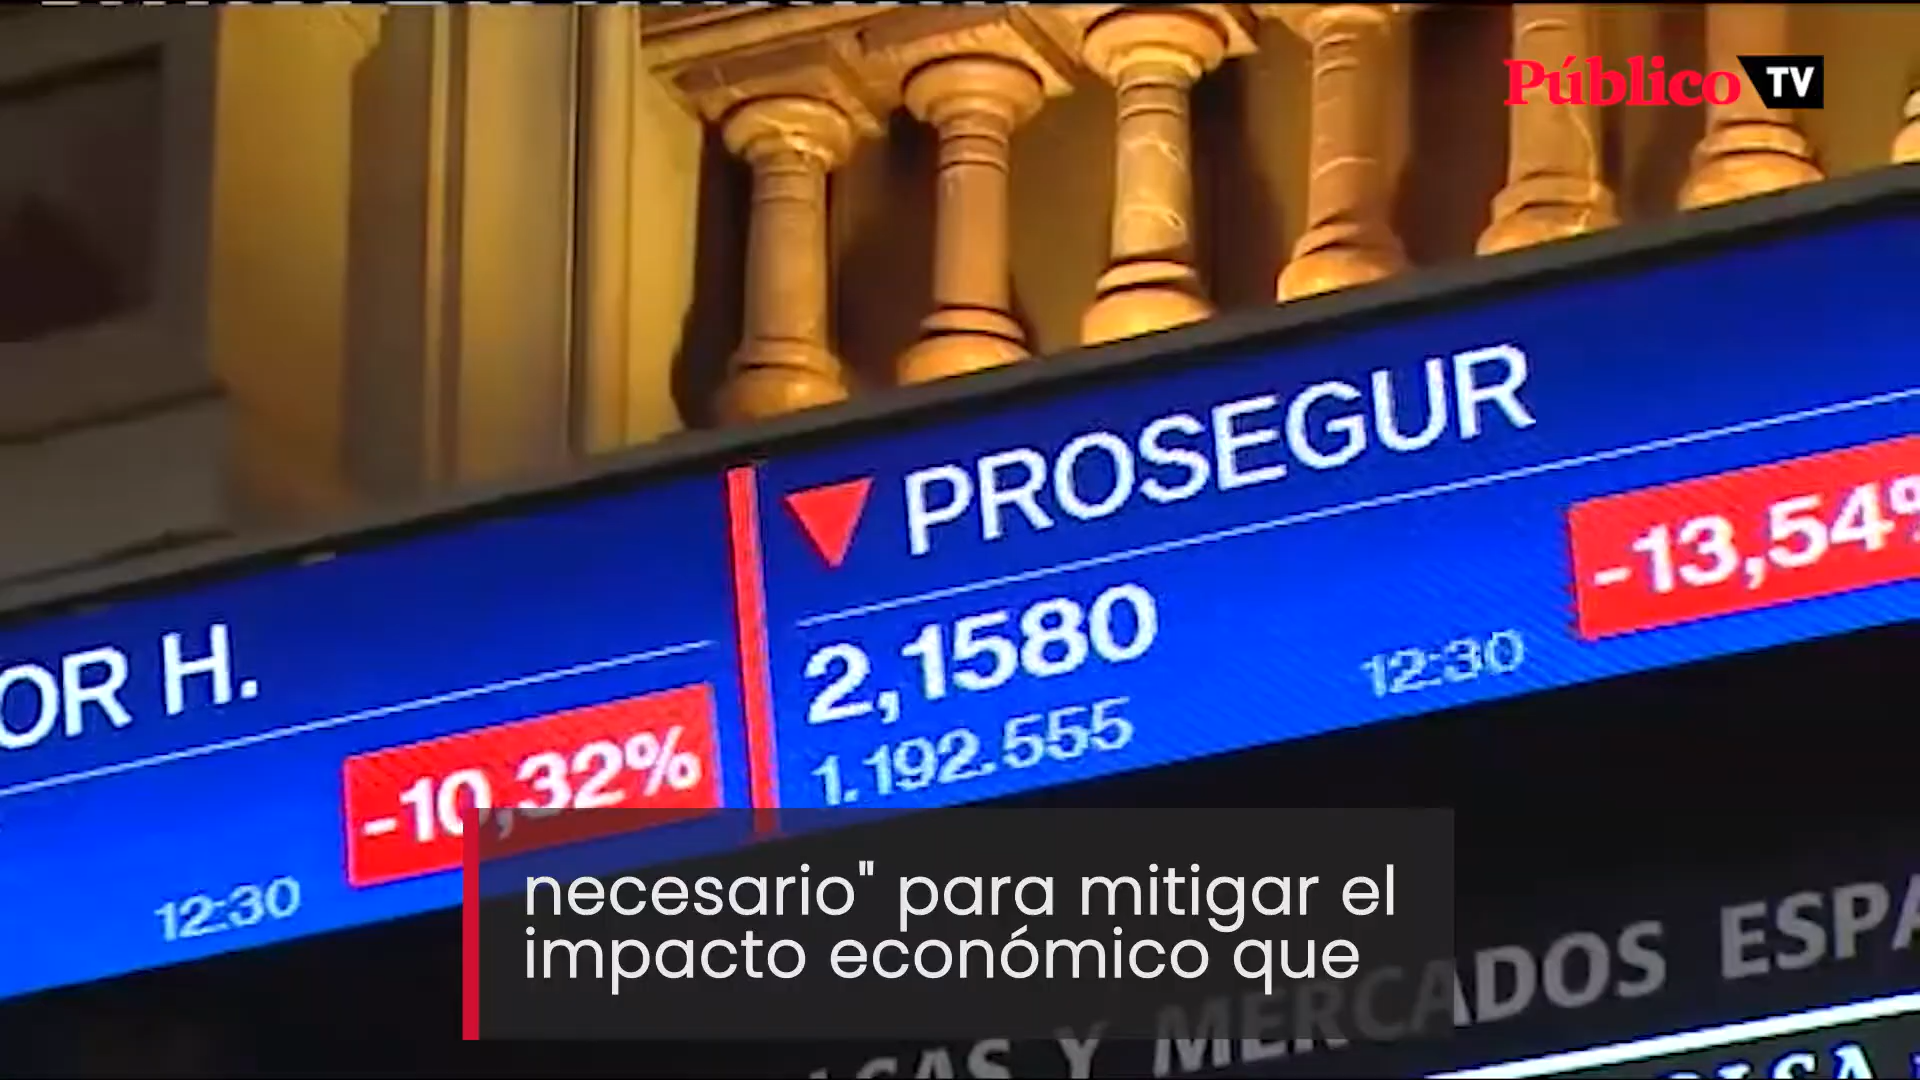 Público TV
PROSEGUR
-13,54%
2,1580
12:30
1.192.555
OR H.
-10,32%
12:30
necesario" para mitigar el
impacto económico que
Y MERCADOS ESPA